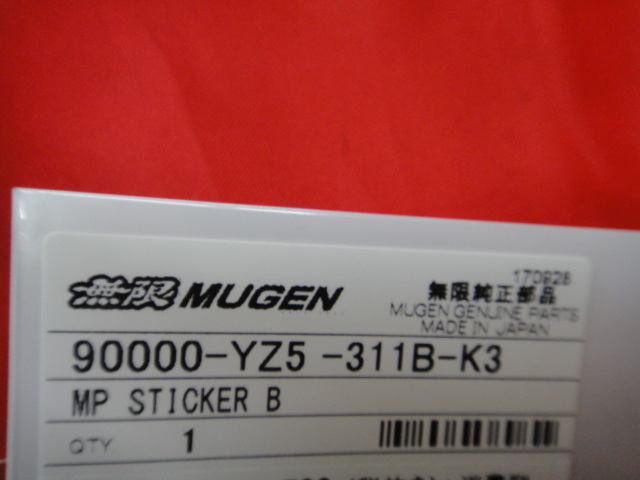 170828
無限 MUGEN
無限純正部品
MUGEN GENUINE PARTS
MADE IN JAPAN
90000-YZ5-311B-K3
MP STICKER B
QTY 1